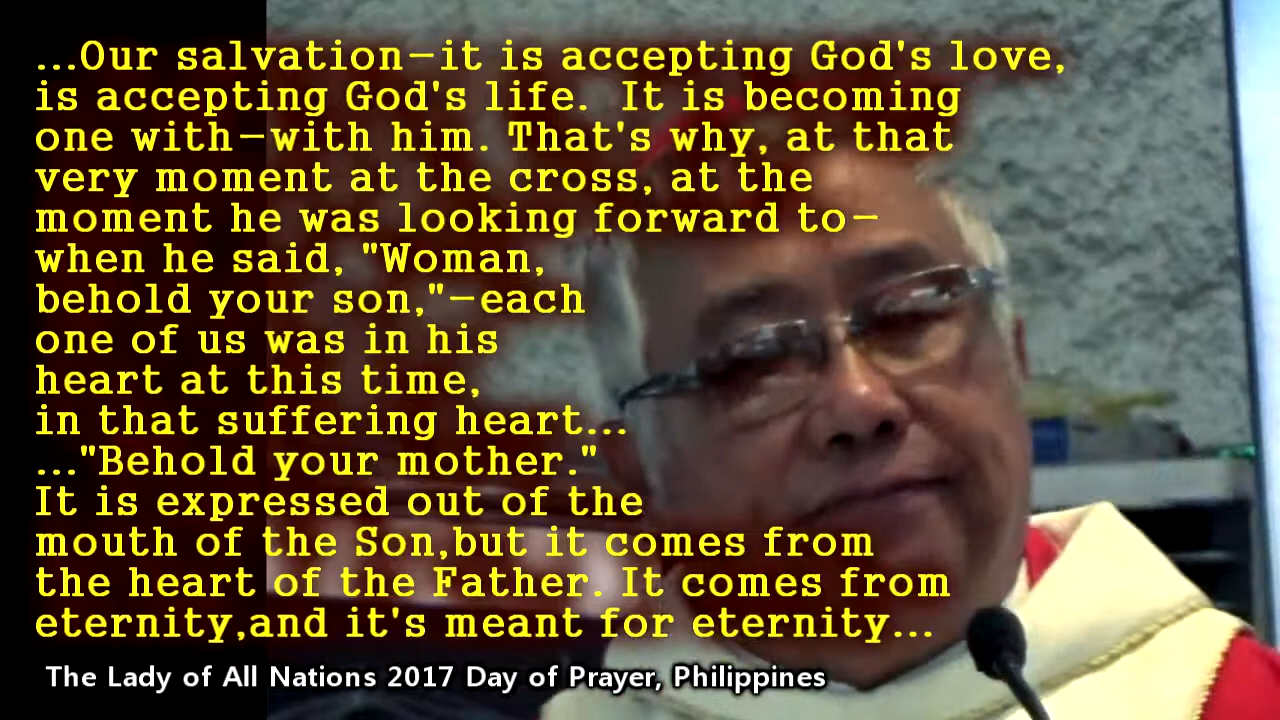 ...Our salvation—it is accepting God's love,
is accepting God's life.  It is becoming
one with—with him. That's why, at that
very moment at the cross, at the
moment he was looking forward to—
when he said, "Woman,
behold your son,"—each
one of us was in his
heart at this time,
in that suffering heart...
..."Behold your mother."
It is expressed out of the
mouth of the Son,but it comes from
the heart of the Father. It comes from
eternity,and it's meant for eternity...
The Lady of All Nations 2017 Day of Prayer, Philippines